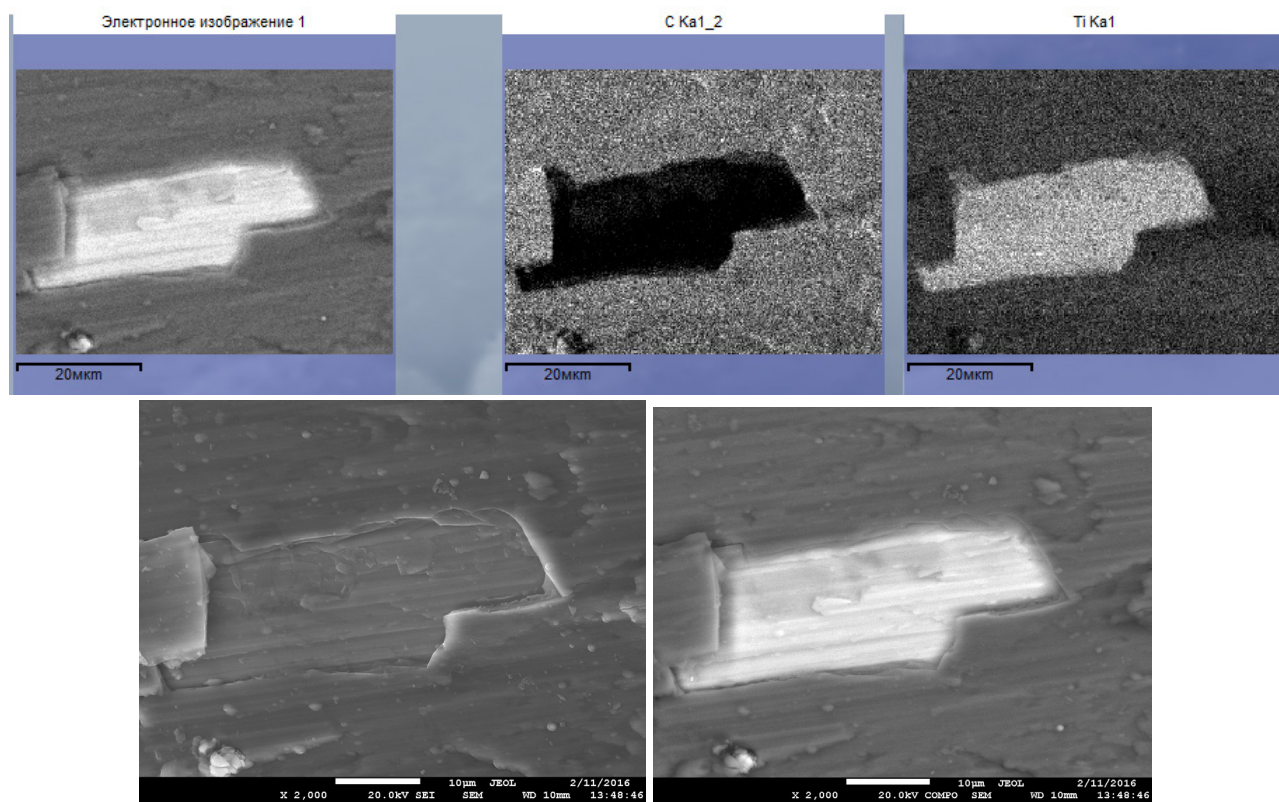 Электронное изображение 1
C Ka1_2
Ti Ka1
20мкm
20мкm
20мкm
10µm JEOL 2/11/2016
X 2,000 20.0kV SEI SEM WD 10mm 13:48:46
10µm JEOL 2/11/2016
X 2,000 20.0kV COMPO SEM WD 10mm 13:48:46